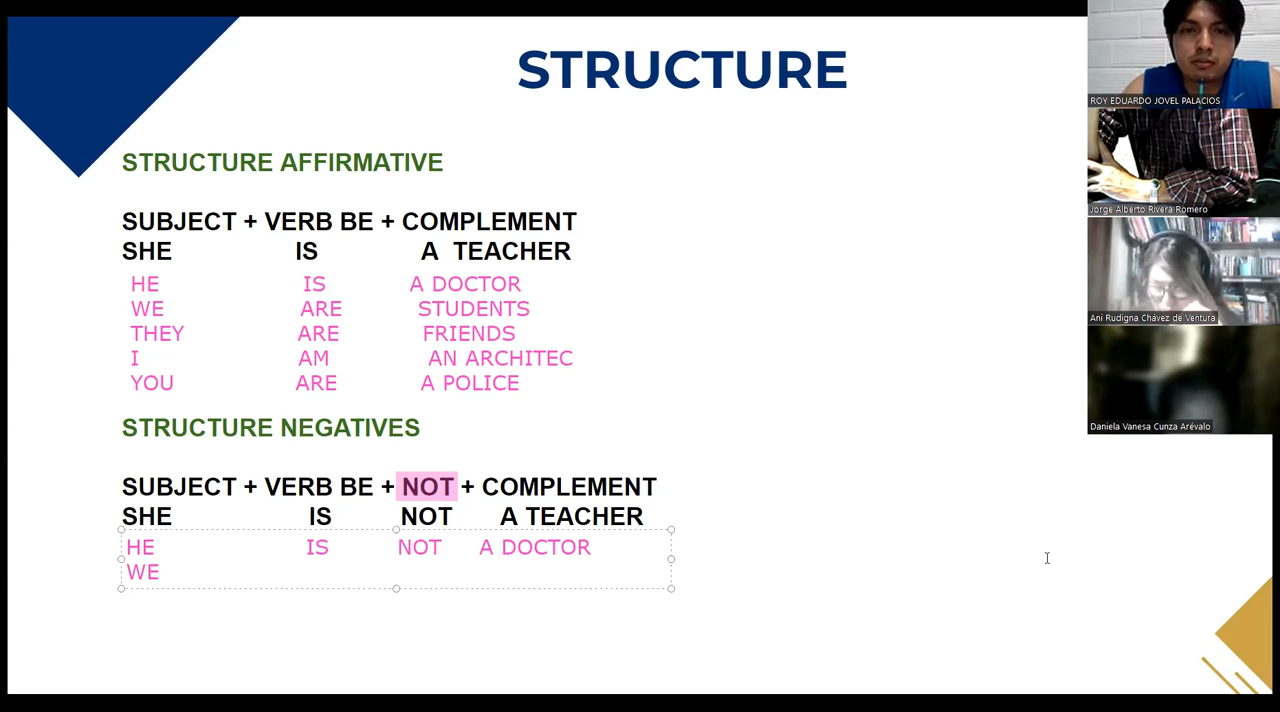 STRUCTURE
STRUCTURE AFFIRMATIVE
SUBJECT + VERB BE + COMPLEMENT
SHE IS A TEACHER
HE IS A DOCTOR
WE ARE STUDENTS
THEY ARE FRIENDS
I AM AN ARCHITEC
YOU ARE A POLICE
STRUCTURE NEGATIVES
SUBJECT + VERB BE + NOT + COMPLEMENT
SHE IS NOT A TEACHER
HE IS NOT A DOCTOR
WE
ROY EDUARDO JOVEL PALACIOS
Jorge Alberto Rivera Romero
Ani Rudigna Chávez de Ventura
Daniela Vanesa Cunza Arévalo